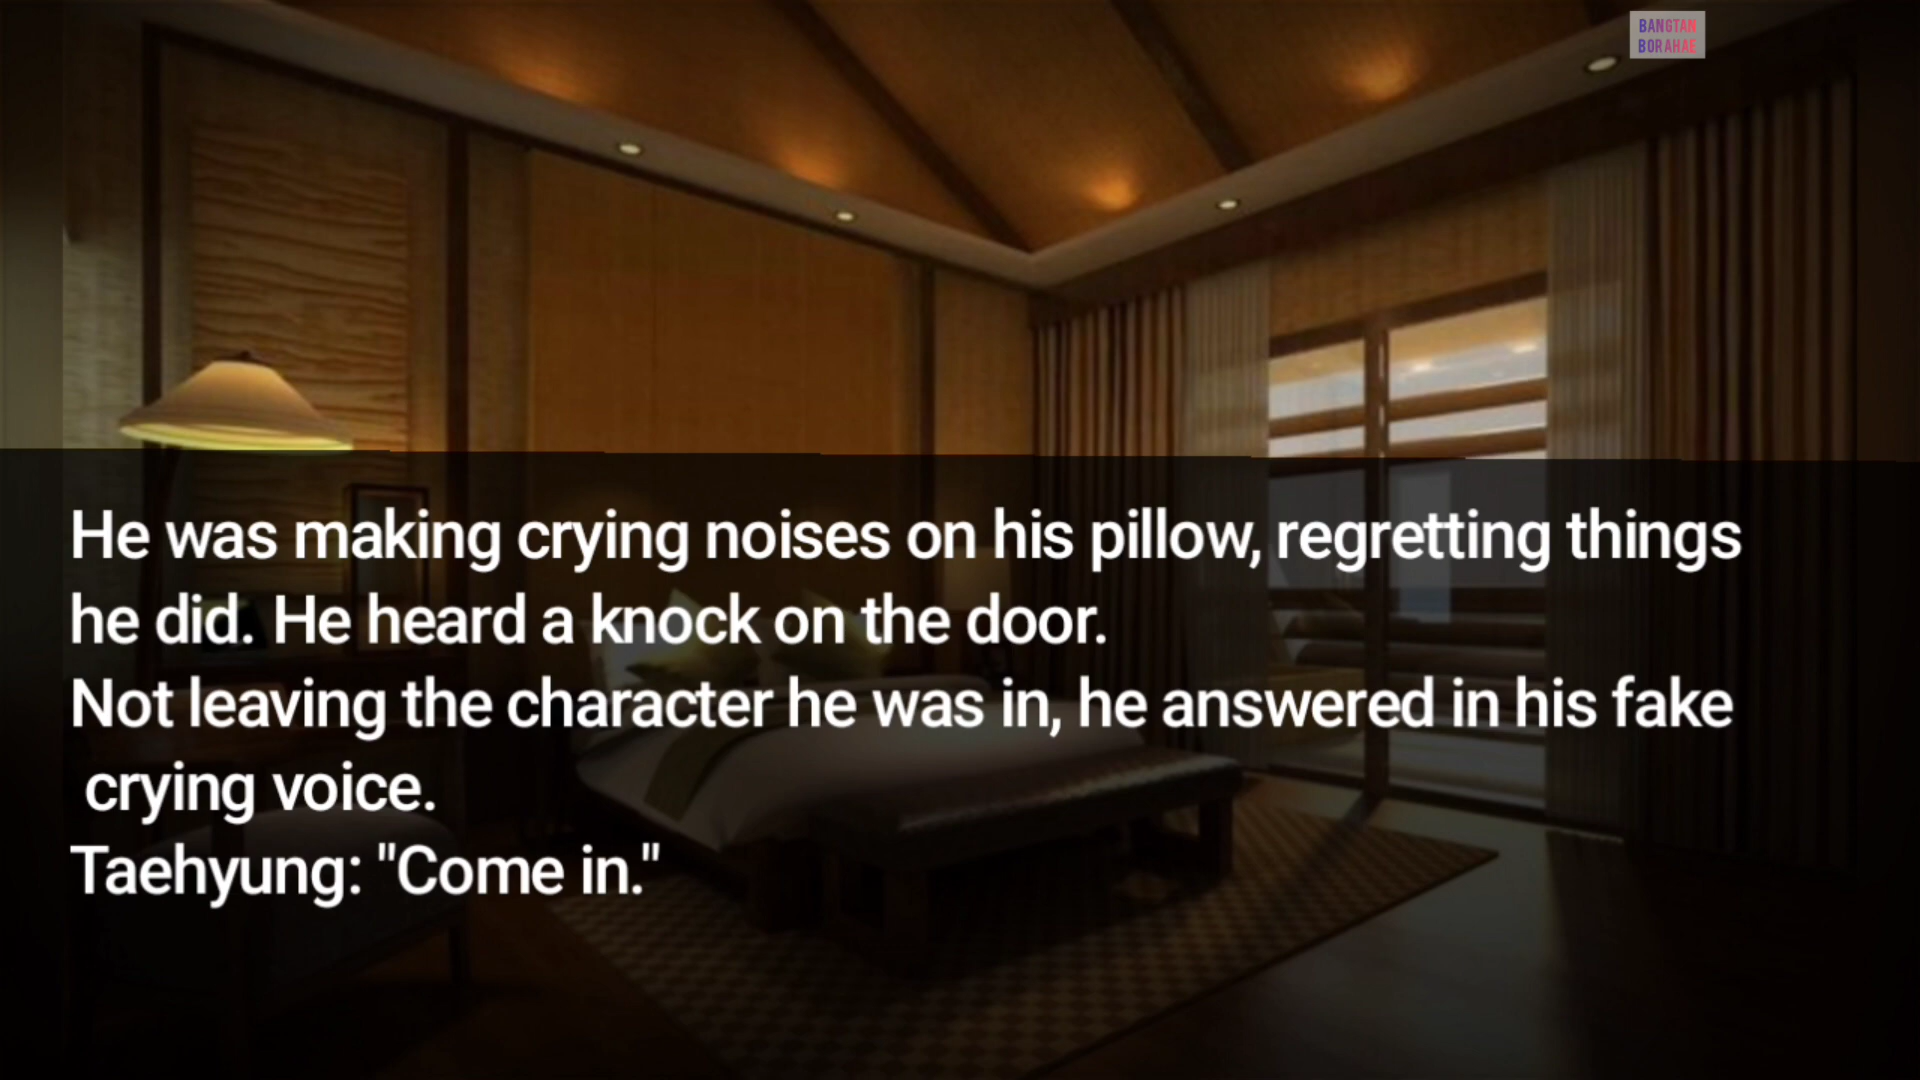 BANGTAN
BORAHAE
He was making crying noises on his pillow, regretting things
he did. He heard a knock on the door.
Not leaving the character he was in, he answered in his fake
crying voice.
Taehyung: "Come in."